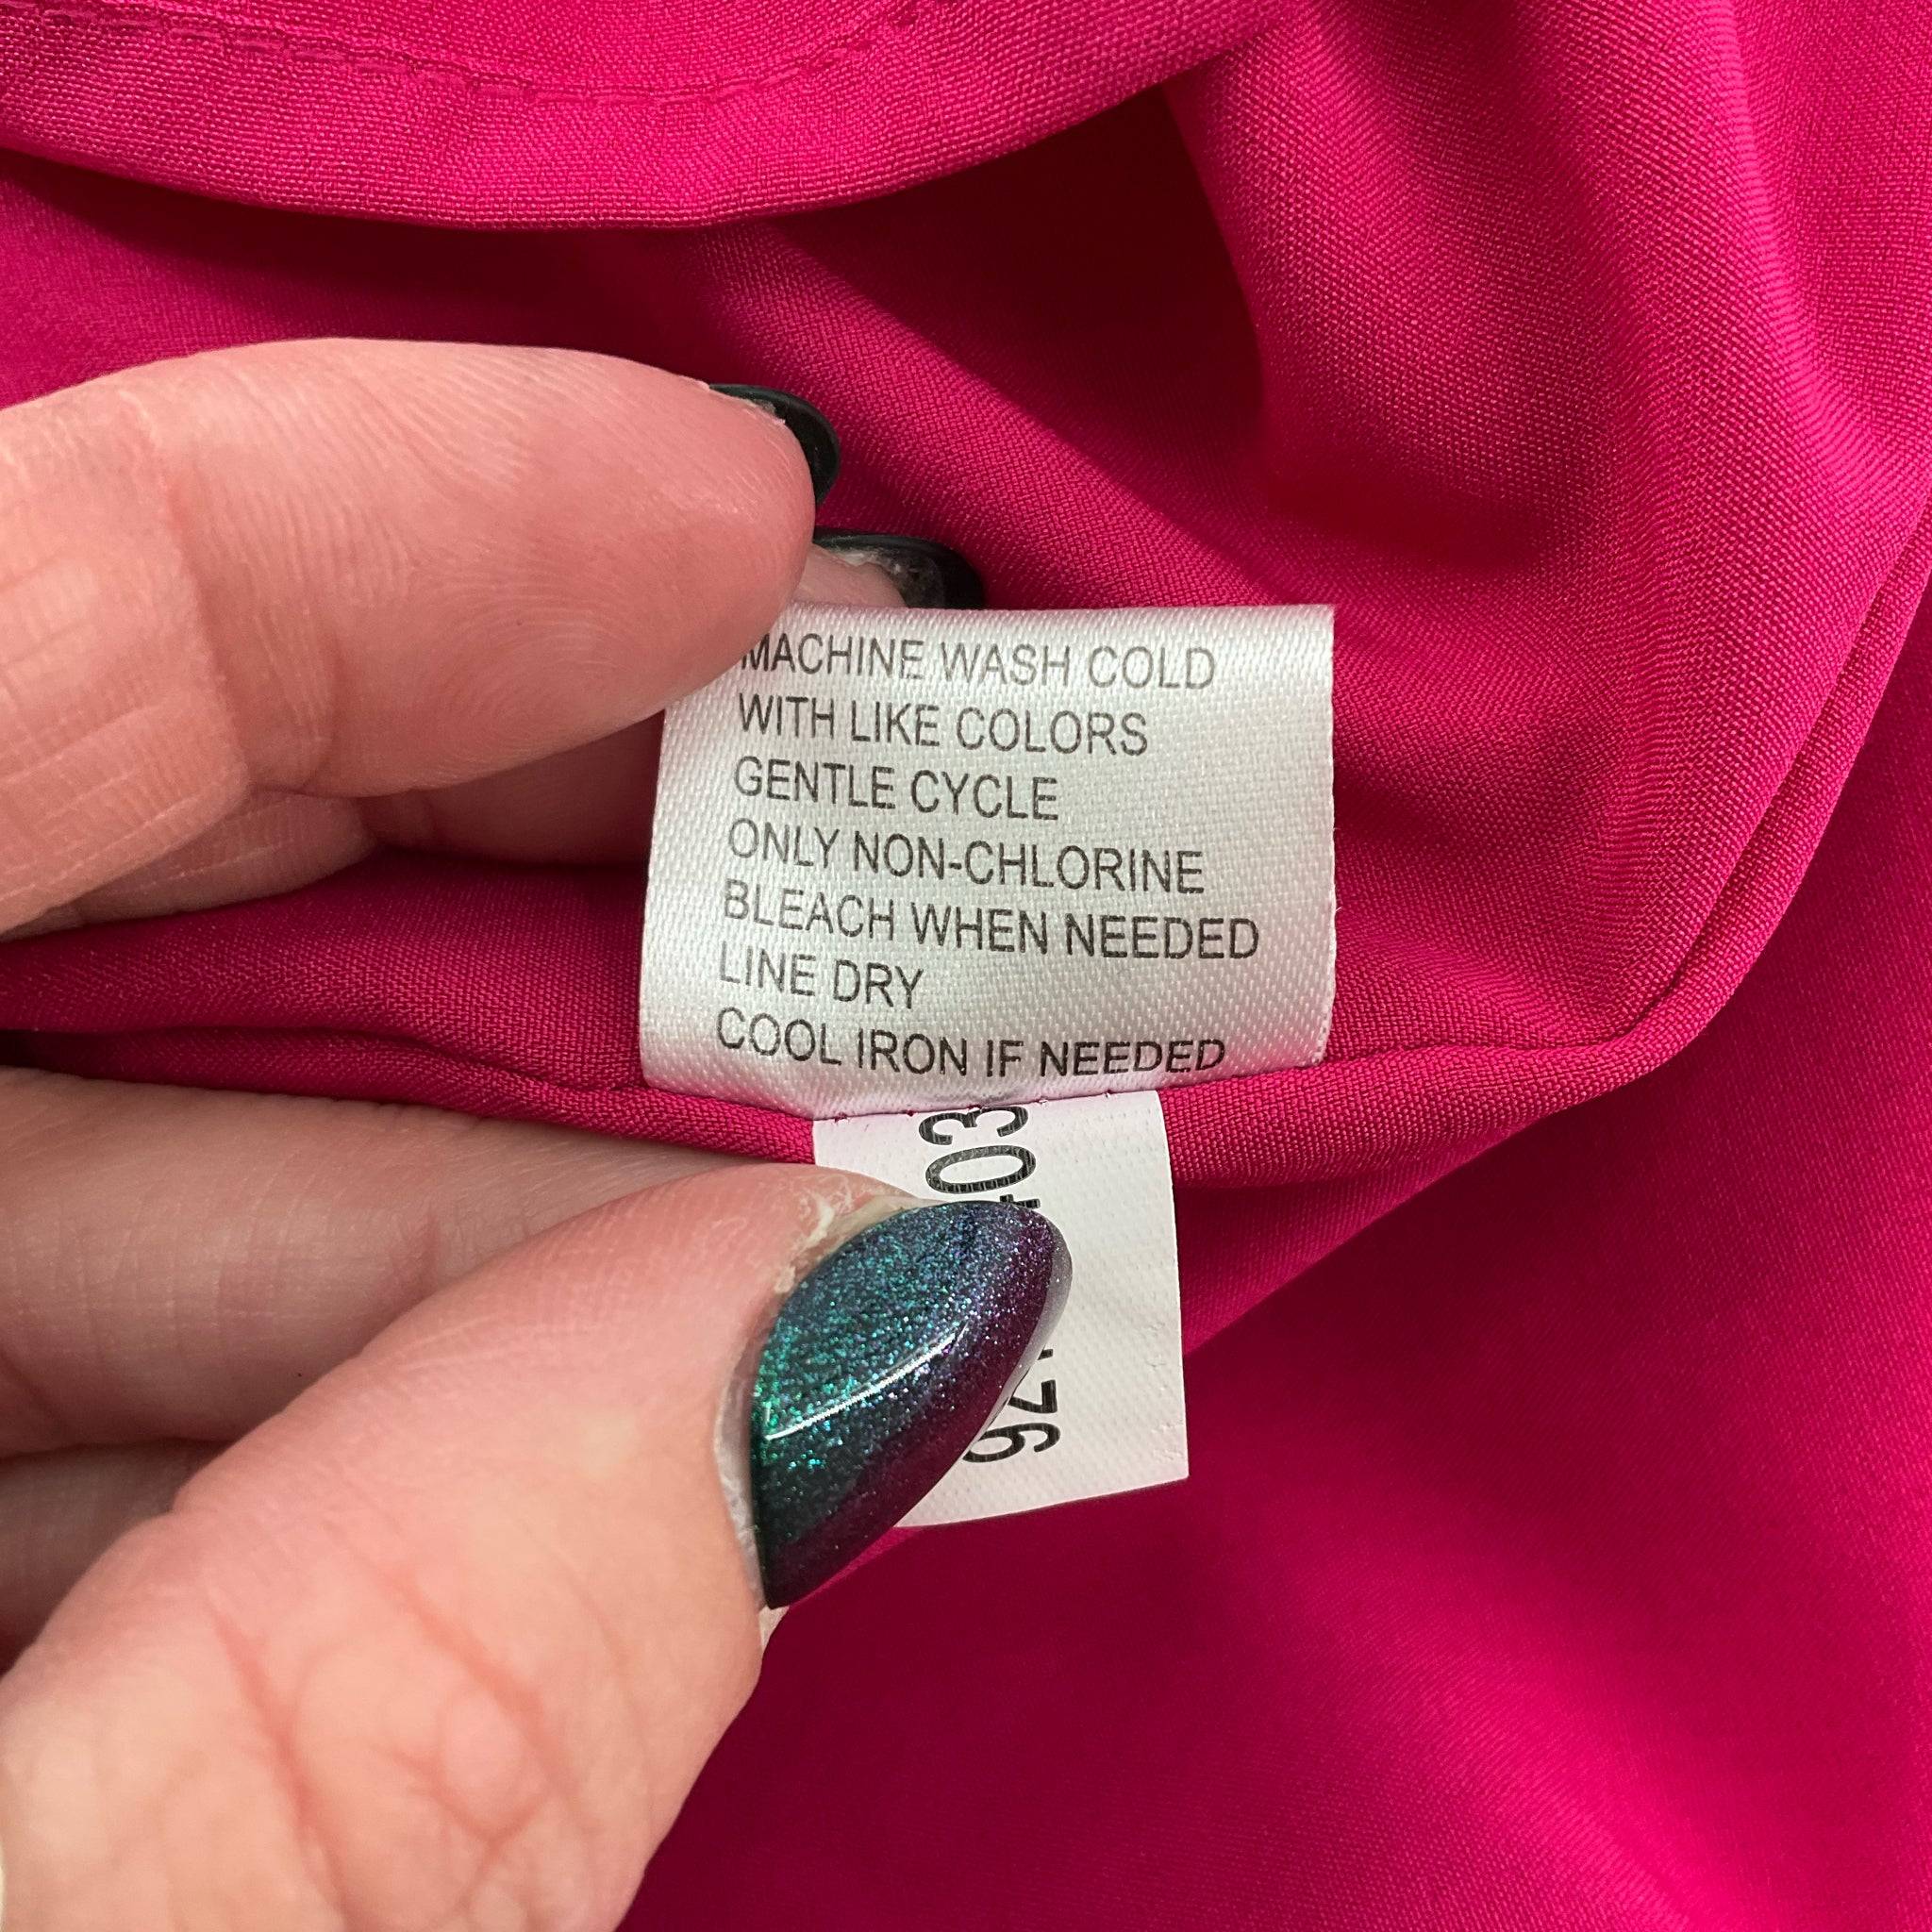 MACHINE WASH COLD
WITH LIKE COLORS
GENTLE CYCLE
ONLY NON-CHLORINE
BLEACH WHEN NEEDED
LINE DRY
COOL IRON IF NEEDED